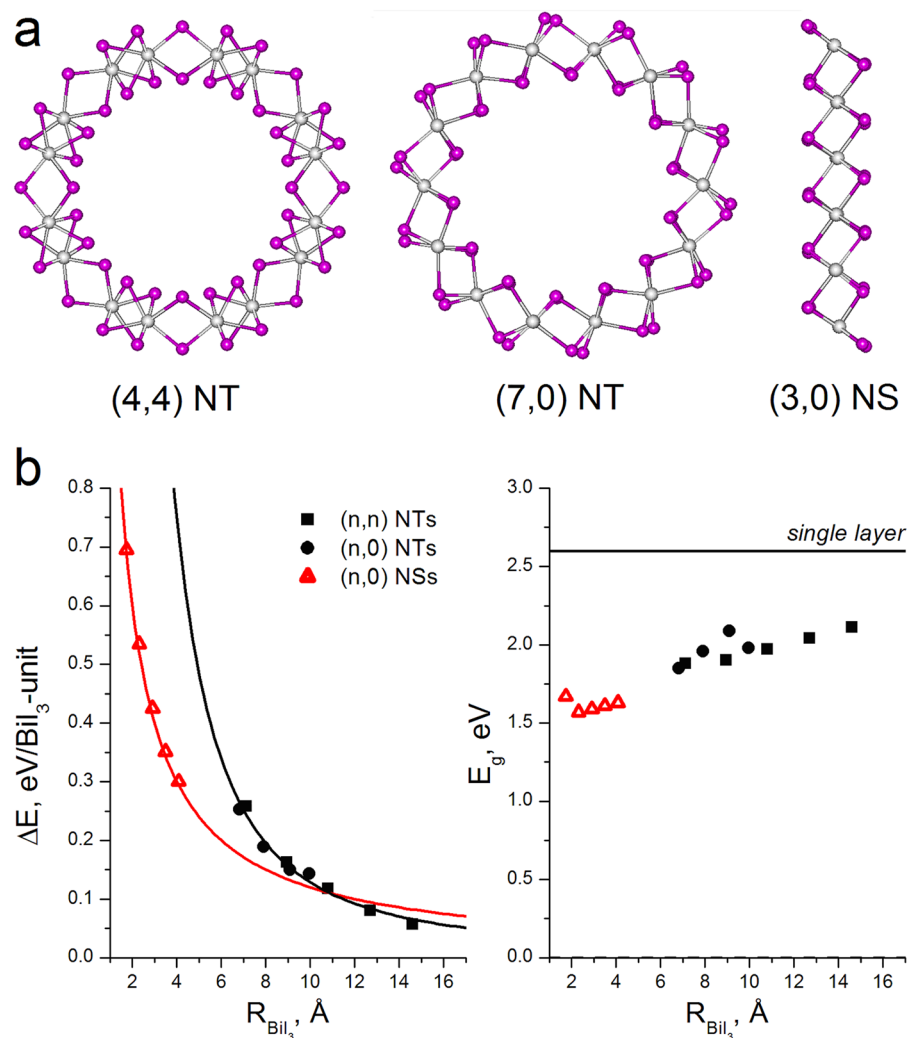 a
(4,4) NT
(7,0) NT
(3,0) NS
b
ΔE, eV/BiI₃-unit
0.8
0.7
0.6
0.5
0.4
0.3
0.2
0.1
0.0
(n,n) NTs
(n,0) NTs
(n,0) NSs
2 4 6 8 10 12 14 16
R BiI₃, Å
E g, eV
3.0
2.5
2.0
1.5
1.0
0.5
0.0
single layer
2 4 6 8 10 12 14 16
R BiI₃, Å